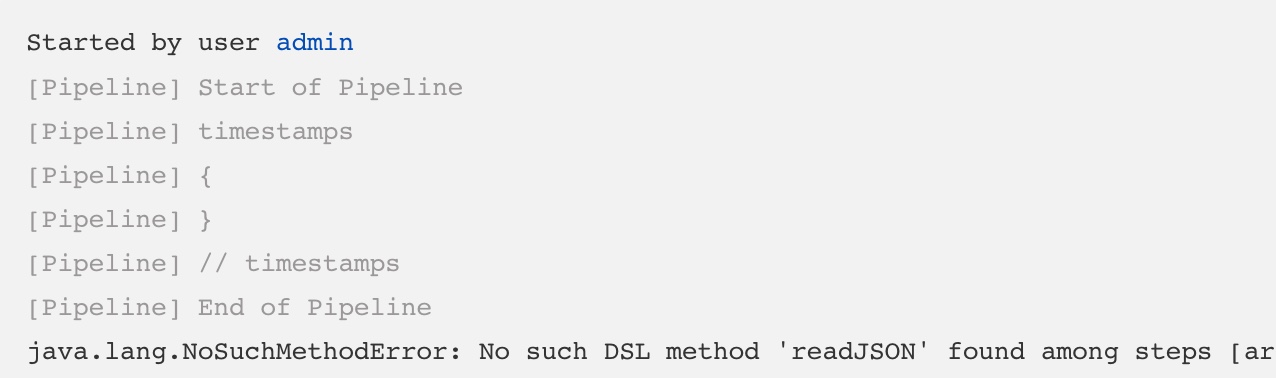 Started by user admin
[Pipeline] Start of Pipeline
[Pipeline] timestamps
[Pipeline] {
[Pipeline] }
[Pipeline] // timestamps
[Pipeline] End of Pipeline
java.lang.NoSuchMethodError: No such DSL method 'readJSON' found among steps [ar